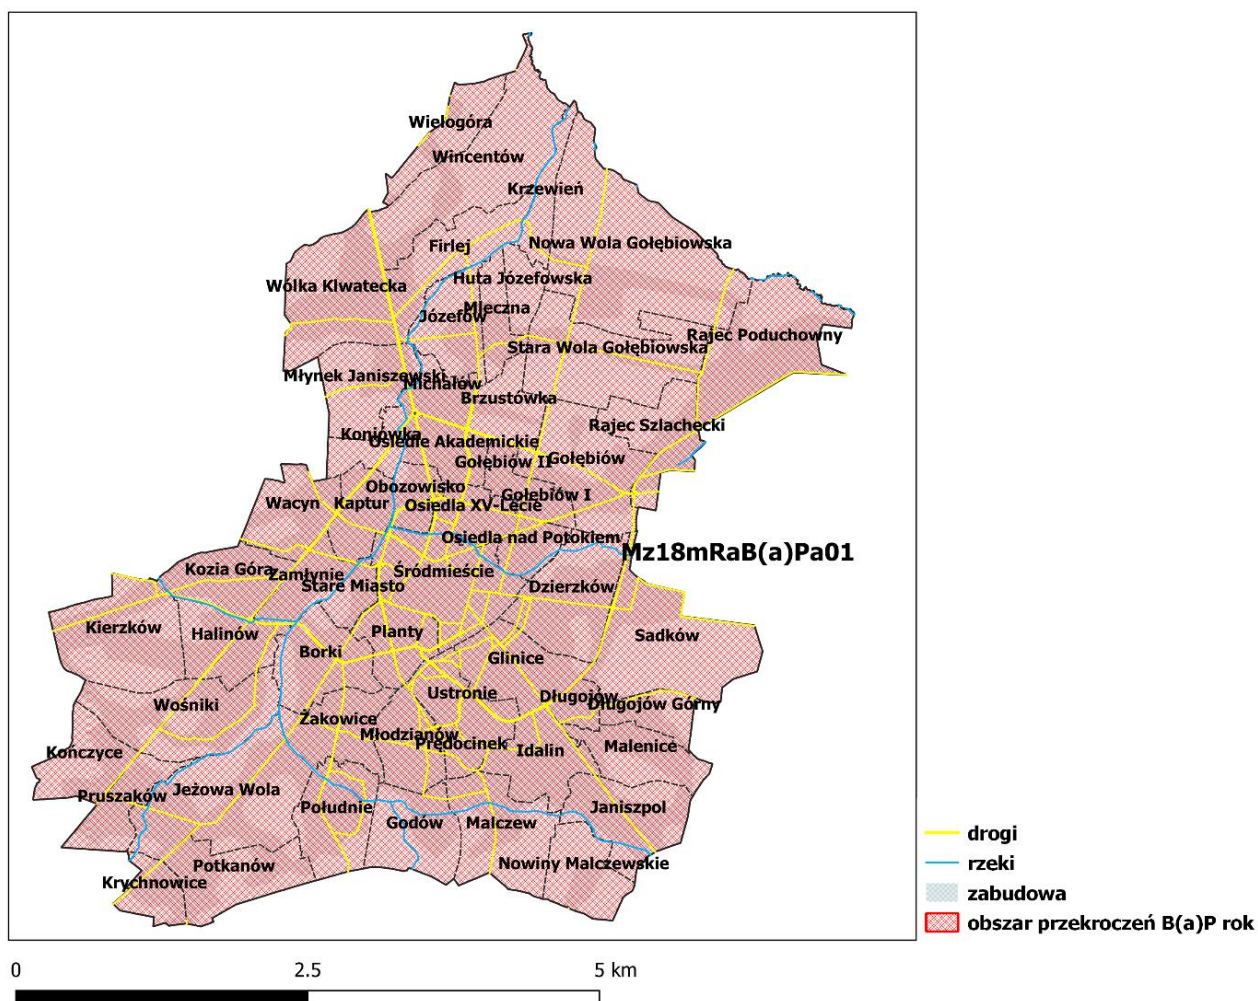 Wielogóra
Wincentów
Krzewień
Firlej
Nowa Wola Gołębiowska
Huta Józefowska
Wólka Klwatecka
Mleczna
Józefów
Rajec Poduchowny
Stara Wola Gołębiowska
Młynek Janiszewski
Michałów
Brzustówka
Rajec Szlachecki
Koniówka
Osiedle Akademickie
Gołębiów II
Gołębiów
Obozowisko
Gołębiów I
Wacyn
Kaptur
Osiedla XV-Lecie
Osiedla nad Potokiem
Mz18mRaB(a)Pa01
Kozia Góra
Zamłynie
Śródmieście
Stare Miasto
Dzierzków
Kierzków
Halinów
Planty
Sadków
Borki
Glinice
Ustronie
Długojów
Długojów Górny
Wośniki
Żakowice
Młodzianów
Prędocinek
Idalin
Malenice
Kończyce
Jeżowa Wola
Pruszaków
Południe
Janiszpol
Godów
Malczew
Potkanów
Nowiny Malczewskie
Krychnowice
drogi
rzeki
zabudowa
obszar przekroczeń B(a)P rok
0
2.5
5 km